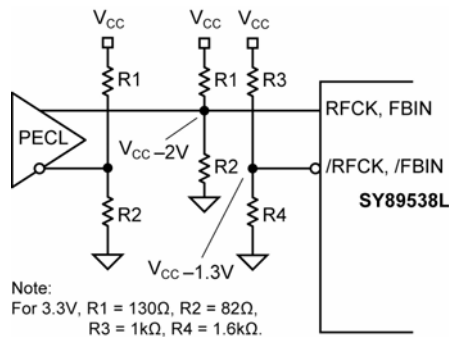 VCC VCC VCC
R1 R1 R3
PECL
RFCK, FBIN
VCC –2V
R2 R2
/RFCK, /FBIN
SY89538L
R4
VCC –1.3V
Note:
For 3.3V, R1 = 130Ω, R2 = 82Ω,
R3 = 1kΩ, R4 = 1.6kΩ.